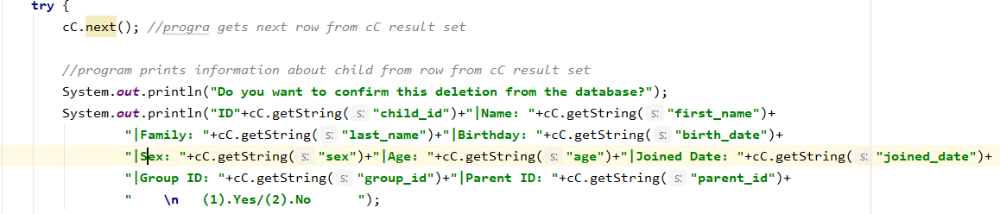 try {
cC.next(); //progra gets next row from cC result set
//program prints information about child from row from cC result set
System.out.println("Do you want to confirm this deletion from the database?");
System.out.println("ID"+cC.getString( s: "child_id")+"|Name: "+cC.getString( s: "first_name")+
"|Family: "+cC.getString( s: "last_name")+"|Birthday: "+cC.getString( s: "birth_date")+
"|Sex: "+cC.getString( s: "sex")+"|Age: "+cC.getString( s: "age")+"|Joined Date: "+cC.getString( s: "joined_date")+
"|Group ID: "+cC.getString( s: "group_id")+"|Parent ID: "+cC.getString( s: "parent_id")+
"    \n   (1).Yes/(2).No      ");